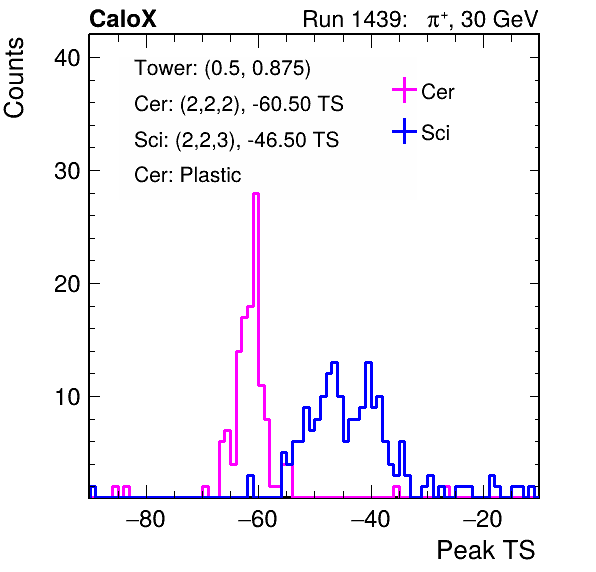 CaloX Run 1439: π⁺, 30 GeV
Counts
40
30
20
10
Tower: (0.5, 0.875)
Cer: (2,2,2), -60.50 TS
Sci: (2,2,3), -46.50 TS
Cer: Plastic
Cer
Sci
−80 −60 −40 −20
Peak TS